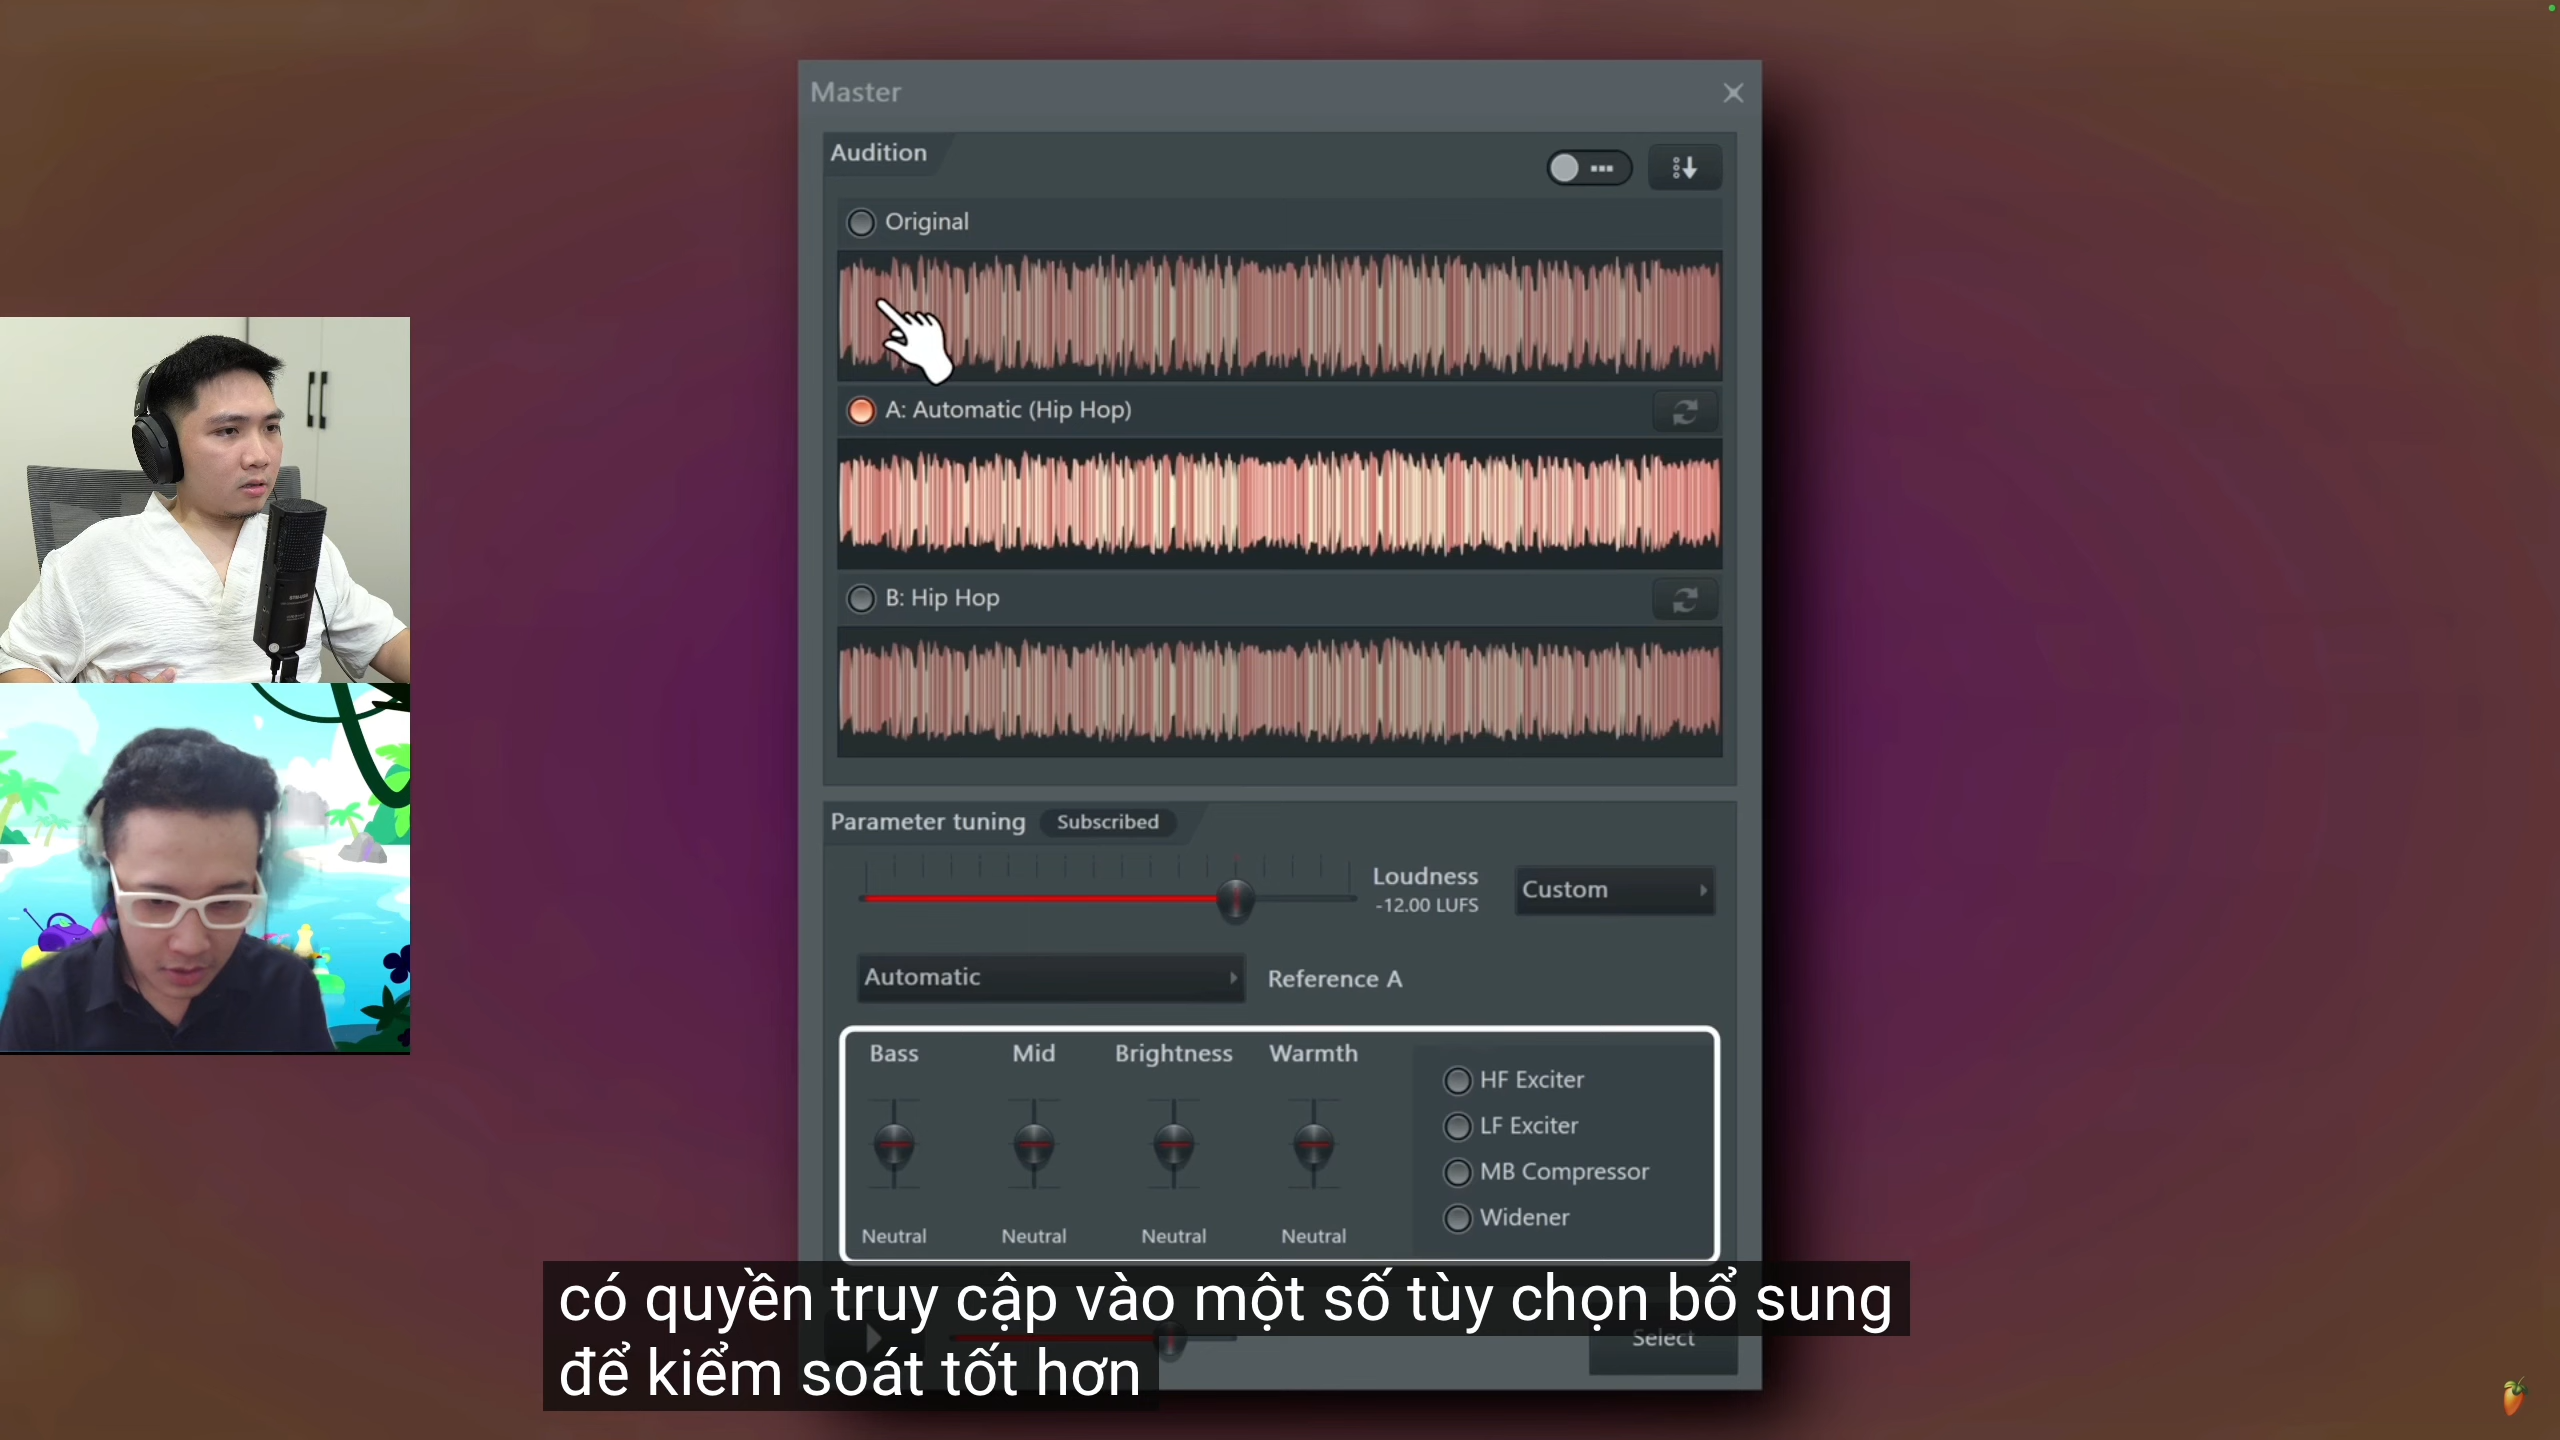 Master
Audition
Original
A: Automatic (Hip Hop)
B: Hip Hop
Parameter tuning Subscribed
Loudness
-12.00 LUFS
Custom
Automatic Reference A
Bass Mid Brightness Warmth
HF Exciter
LF Exciter
MB Compressor
Widener
Neutral Neutral Neutral Neutral
có quyền truy cập vào một số tùy chọn bổ sung
để kiểm soát tốt hơn
Select